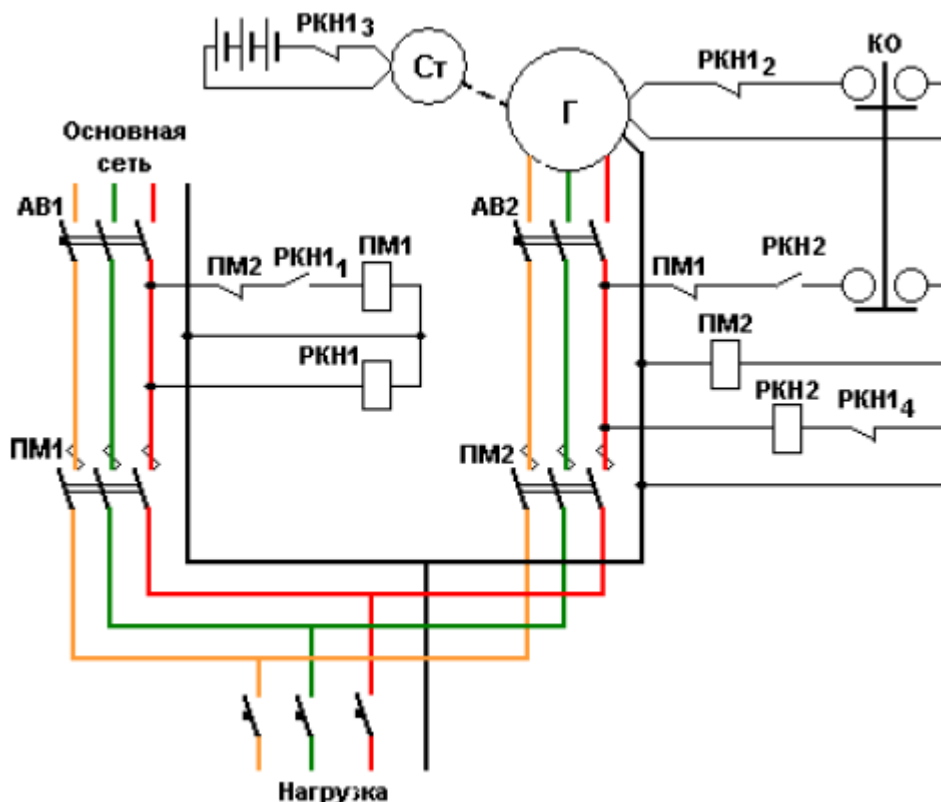 РКН1 3
Ст
Г
РКН1 2
КО
Основная
сеть
АВ1
АВ2
ПМ2
РКН1 1
ПМ1
ПМ1
РКН2
ПМ2
РКН1
РКН2
РКН1 4
ПМ1
ПМ2
Нагрузка